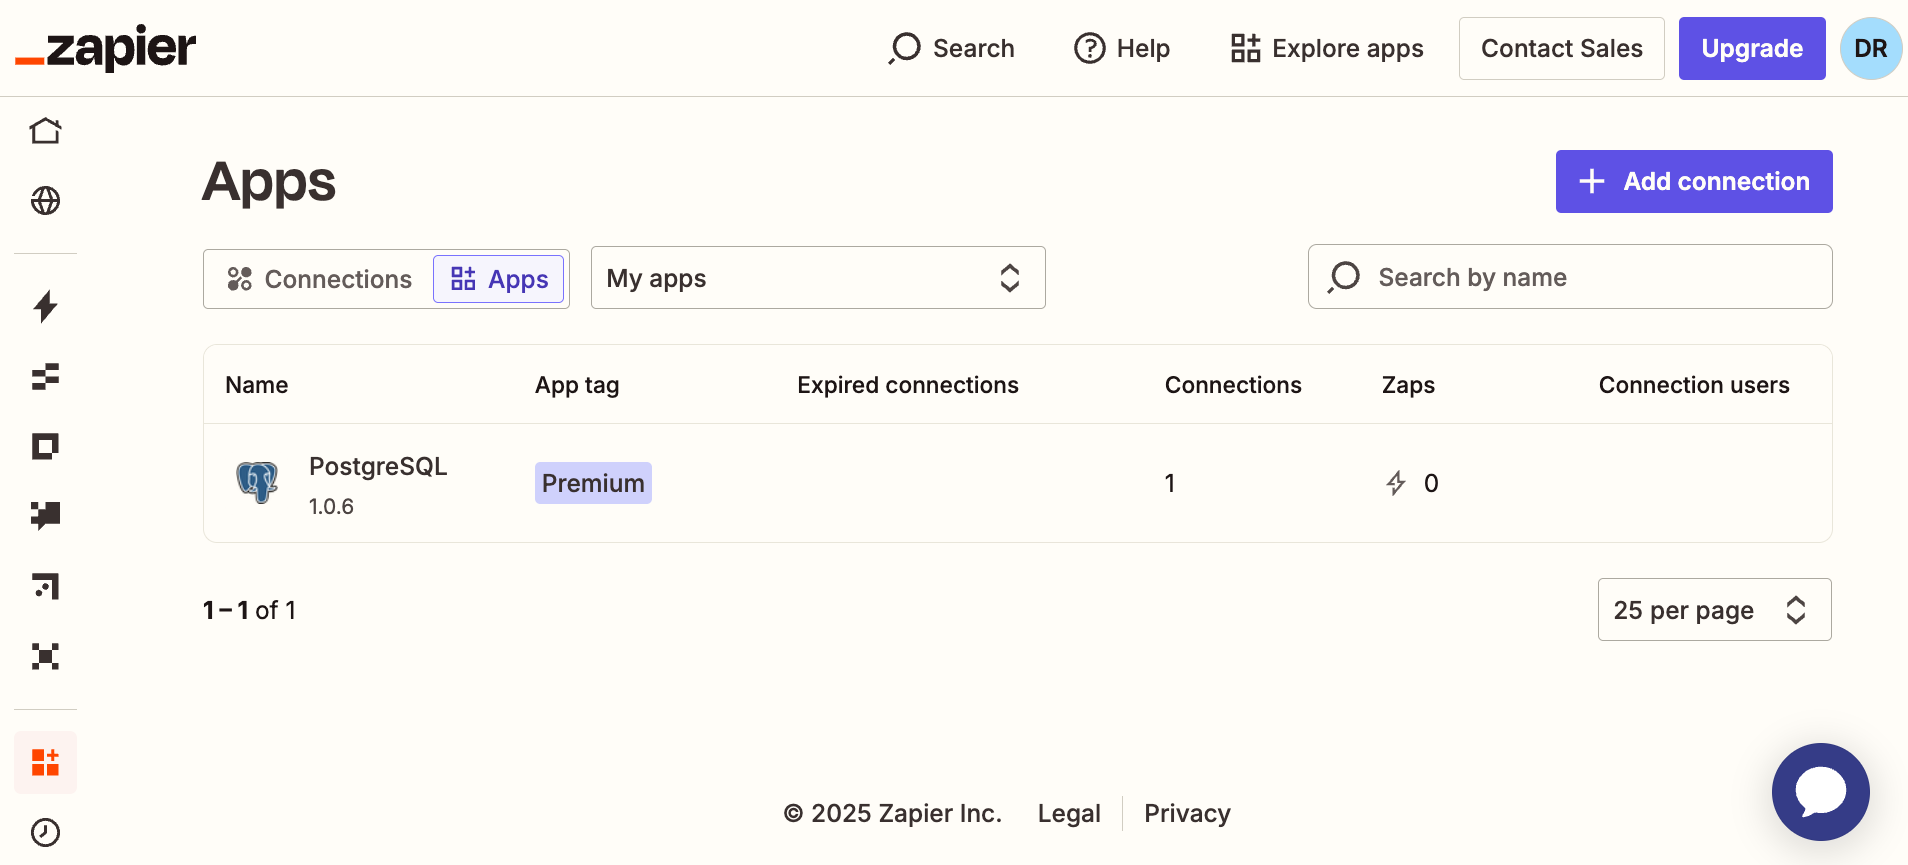 zapier
Search
Help
Explore apps
Contact Sales
Upgrade
DR
Apps
Add connection
Connections
Apps
My apps
Search by name
Name
App tag
Expired connections
Connections
Zaps
Connection users
PostgreSQL
1.0.6
Premium
1
0
1 – 1 of 1
25 per page
© 2025 Zapier Inc.
Legal
Privacy